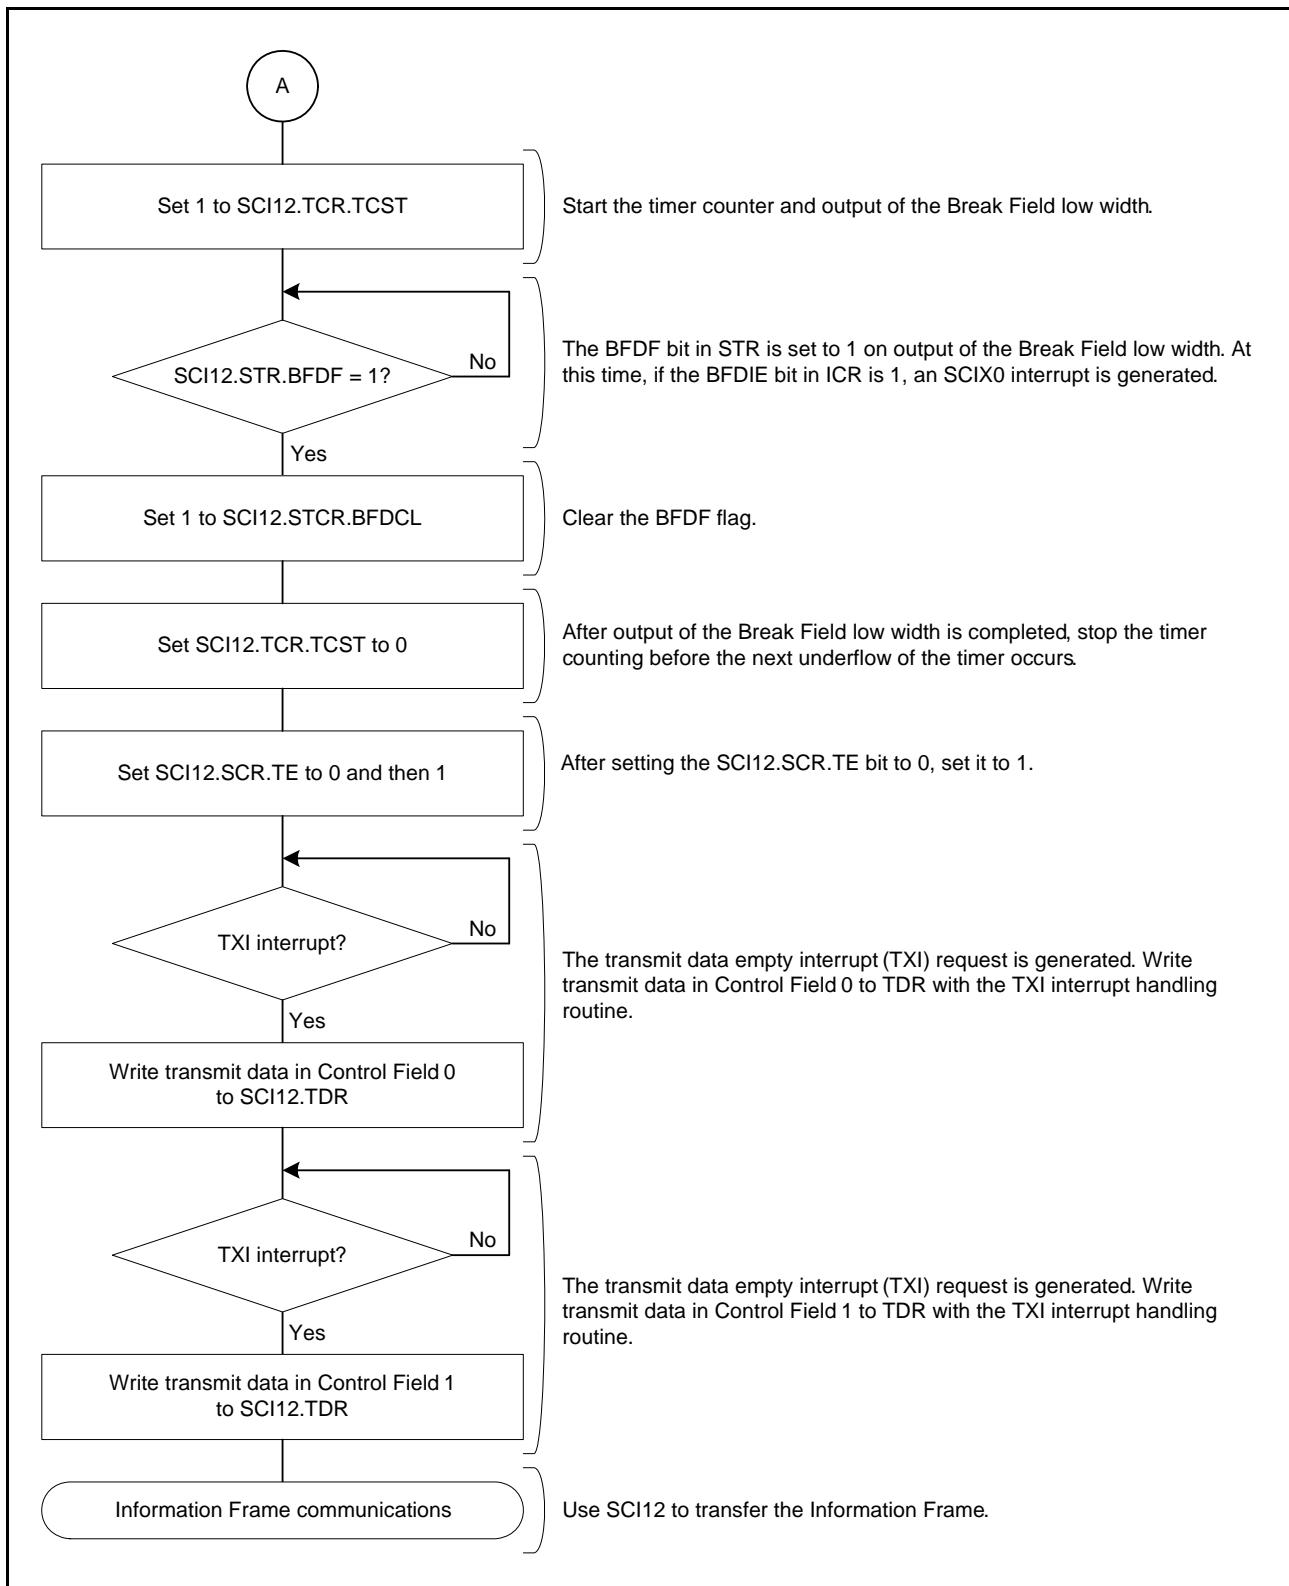 A
Set 1 to SCI12.TCR.TCST
Start the timer counter and output of the Break Field low width.
SCI12.STR.BFDF = 1?
No
The BFDF bit in STR is set to 1 on output of the Break Field low width. At
this time, if the BFDIE bit in ICR is 1, an SCIX0 interrupt is generated.
Yes
Set 1 to SCI12.STCR.BFDCL
Clear the BFDF flag.
Set SCI12.TCR.TCST to 0
After output of the Break Field low width is completed, stop the timer
counting before the next underflow of the timer occurs.
Set SCI12.SCR.TE to 0 and then 1
After setting the SCI12.SCR.TE bit to 0, set it to 1.
TXI interrupt?
No
The transmit data empty interrupt (TXI) request is generated. Write
transmit data in Control Field 0 to TDR with the TXI interrupt handling
routine.
Yes
Write transmit data in Control Field 0
to SCI12.TDR
TXI interrupt?
No
The transmit data empty interrupt (TXI) request is generated. Write
transmit data in Control Field 1 to TDR with the TXI interrupt handling
routine.
Yes
Write transmit data in Control Field 1
to SCI12.TDR
Information Frame communications
Use SCI12 to transfer the Information Frame.